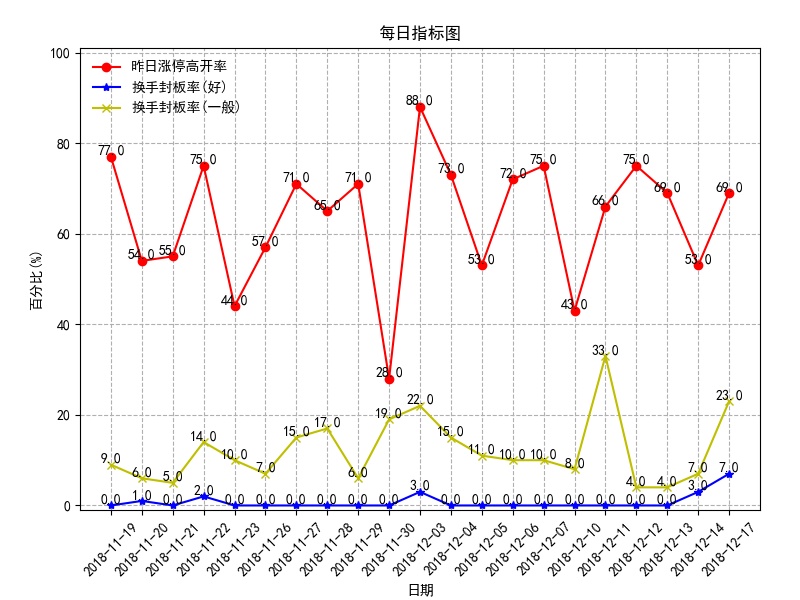 每日指标图
昨日涨停高开率
换手封板率(好)
换手封板率(一般)
百分比(%)
100
80
60
40
20
0
77.0 54.0 55.0 75.0 44.0 57.0 71.0 65.0 71.0 28.0 88.0 73.0 53.0 72.0 75.0 43.0 66.0 75.0 69.0 53.0 69.0
9.0 6.0 5.0 14.0 10.0 7.0 15.0 17.0 6.0 19.0 22.0 15.0 11.0 10.0 10.0 8.0 33.0 4.0 4.0 7.0 23.0
0.0 1.0 0.0 2.0 0.0 0.0 0.0 0.0 0.0 0.0 3.0 0.0 0.0 0.0 0.0 0.0 0.0 0.0 0.0 3.0 7.0
2018-11-19 2018-11-20 2018-11-21 2018-11-22 2018-11-23 2018-11-26 2018-11-27 2018-11-28 2018-11-29 2018-11-30 2018-12-03 2018-12-04 2018-12-05 2018-12-06 2018-12-07 2018-12-10 2018-12-11 2018-12-12 2018-12-13 2018-12-14 2018-12-17
日期